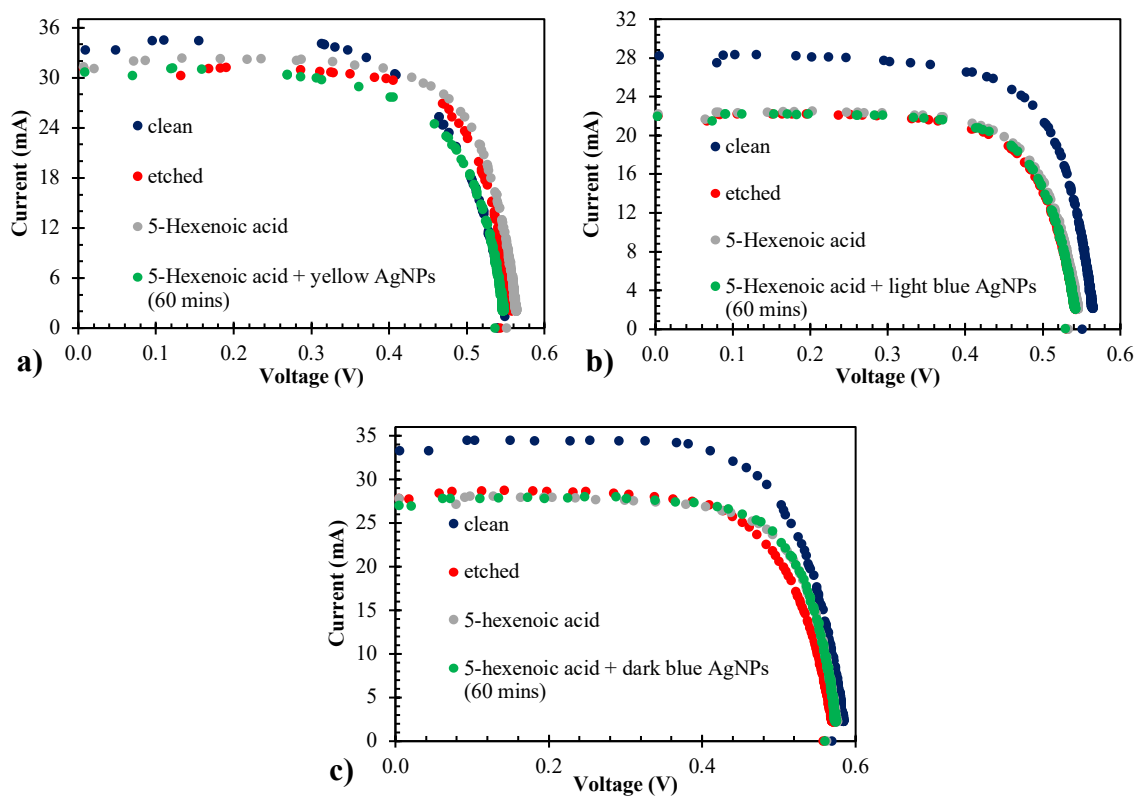 36
30
24
18
12
6
0
Current (mA)
clean
etched
5-Hexenoic acid
5-Hexenoic acid + yellow AgNPs
(60 mins)
0.0 0.1 0.2 0.3 0.4 0.5 0.6
Voltage (V)
a)
32
28
24
20
16
12
8
4
0
Current (mA)
clean
etched
5-Hexenoic acid
5-Hexenoic acid + light blue AgNPs
(60 mins)
0.0 0.1 0.2 0.3 0.4 0.5 0.6
Voltage (V)
b)
35
30
25
20
15
10
5
0
Current (mA)
clean
etched
5-hexenoic acid
5-hexenoic acid + dark blue AgNPs
(60 mins)
0.0 0.2 0.4 0.6
Voltage (V)
c)